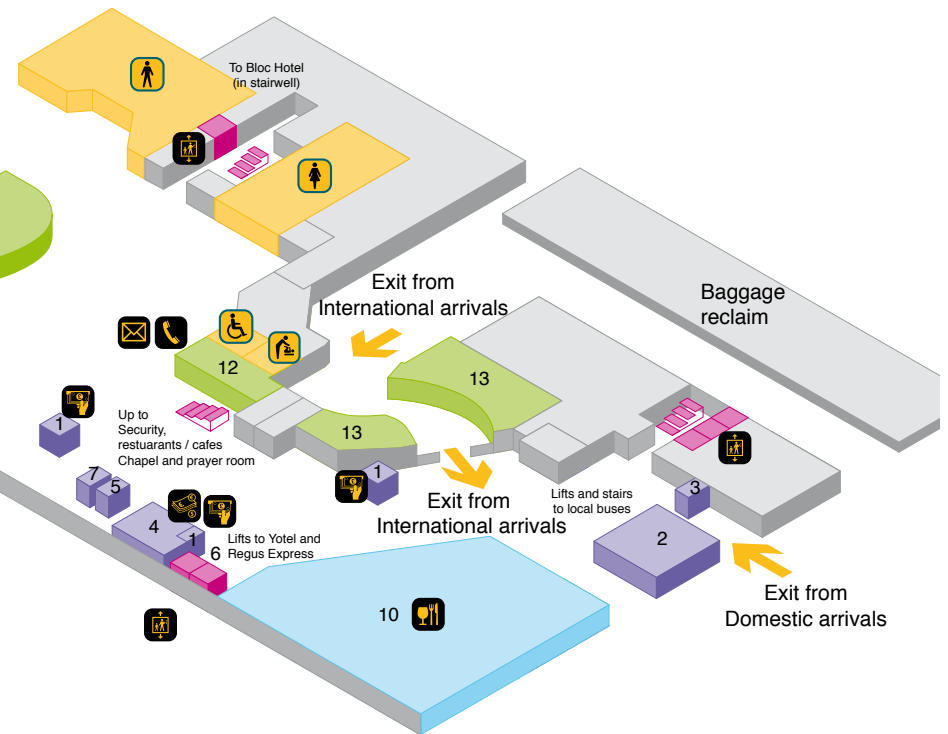 To Bloc Hotel
(in stairwell)
Exit from
International arrivals
Baggage
reclaim
12
13
1
Up to
Security,
restuarants / cafes
Chapel and prayer room
13
1
7
5
Exit from
International arrivals
Lifts and stairs
to local buses
3
4
1
6
Lifts to Yotel and
Regus Express
2
10
Exit from
Domestic arrivals